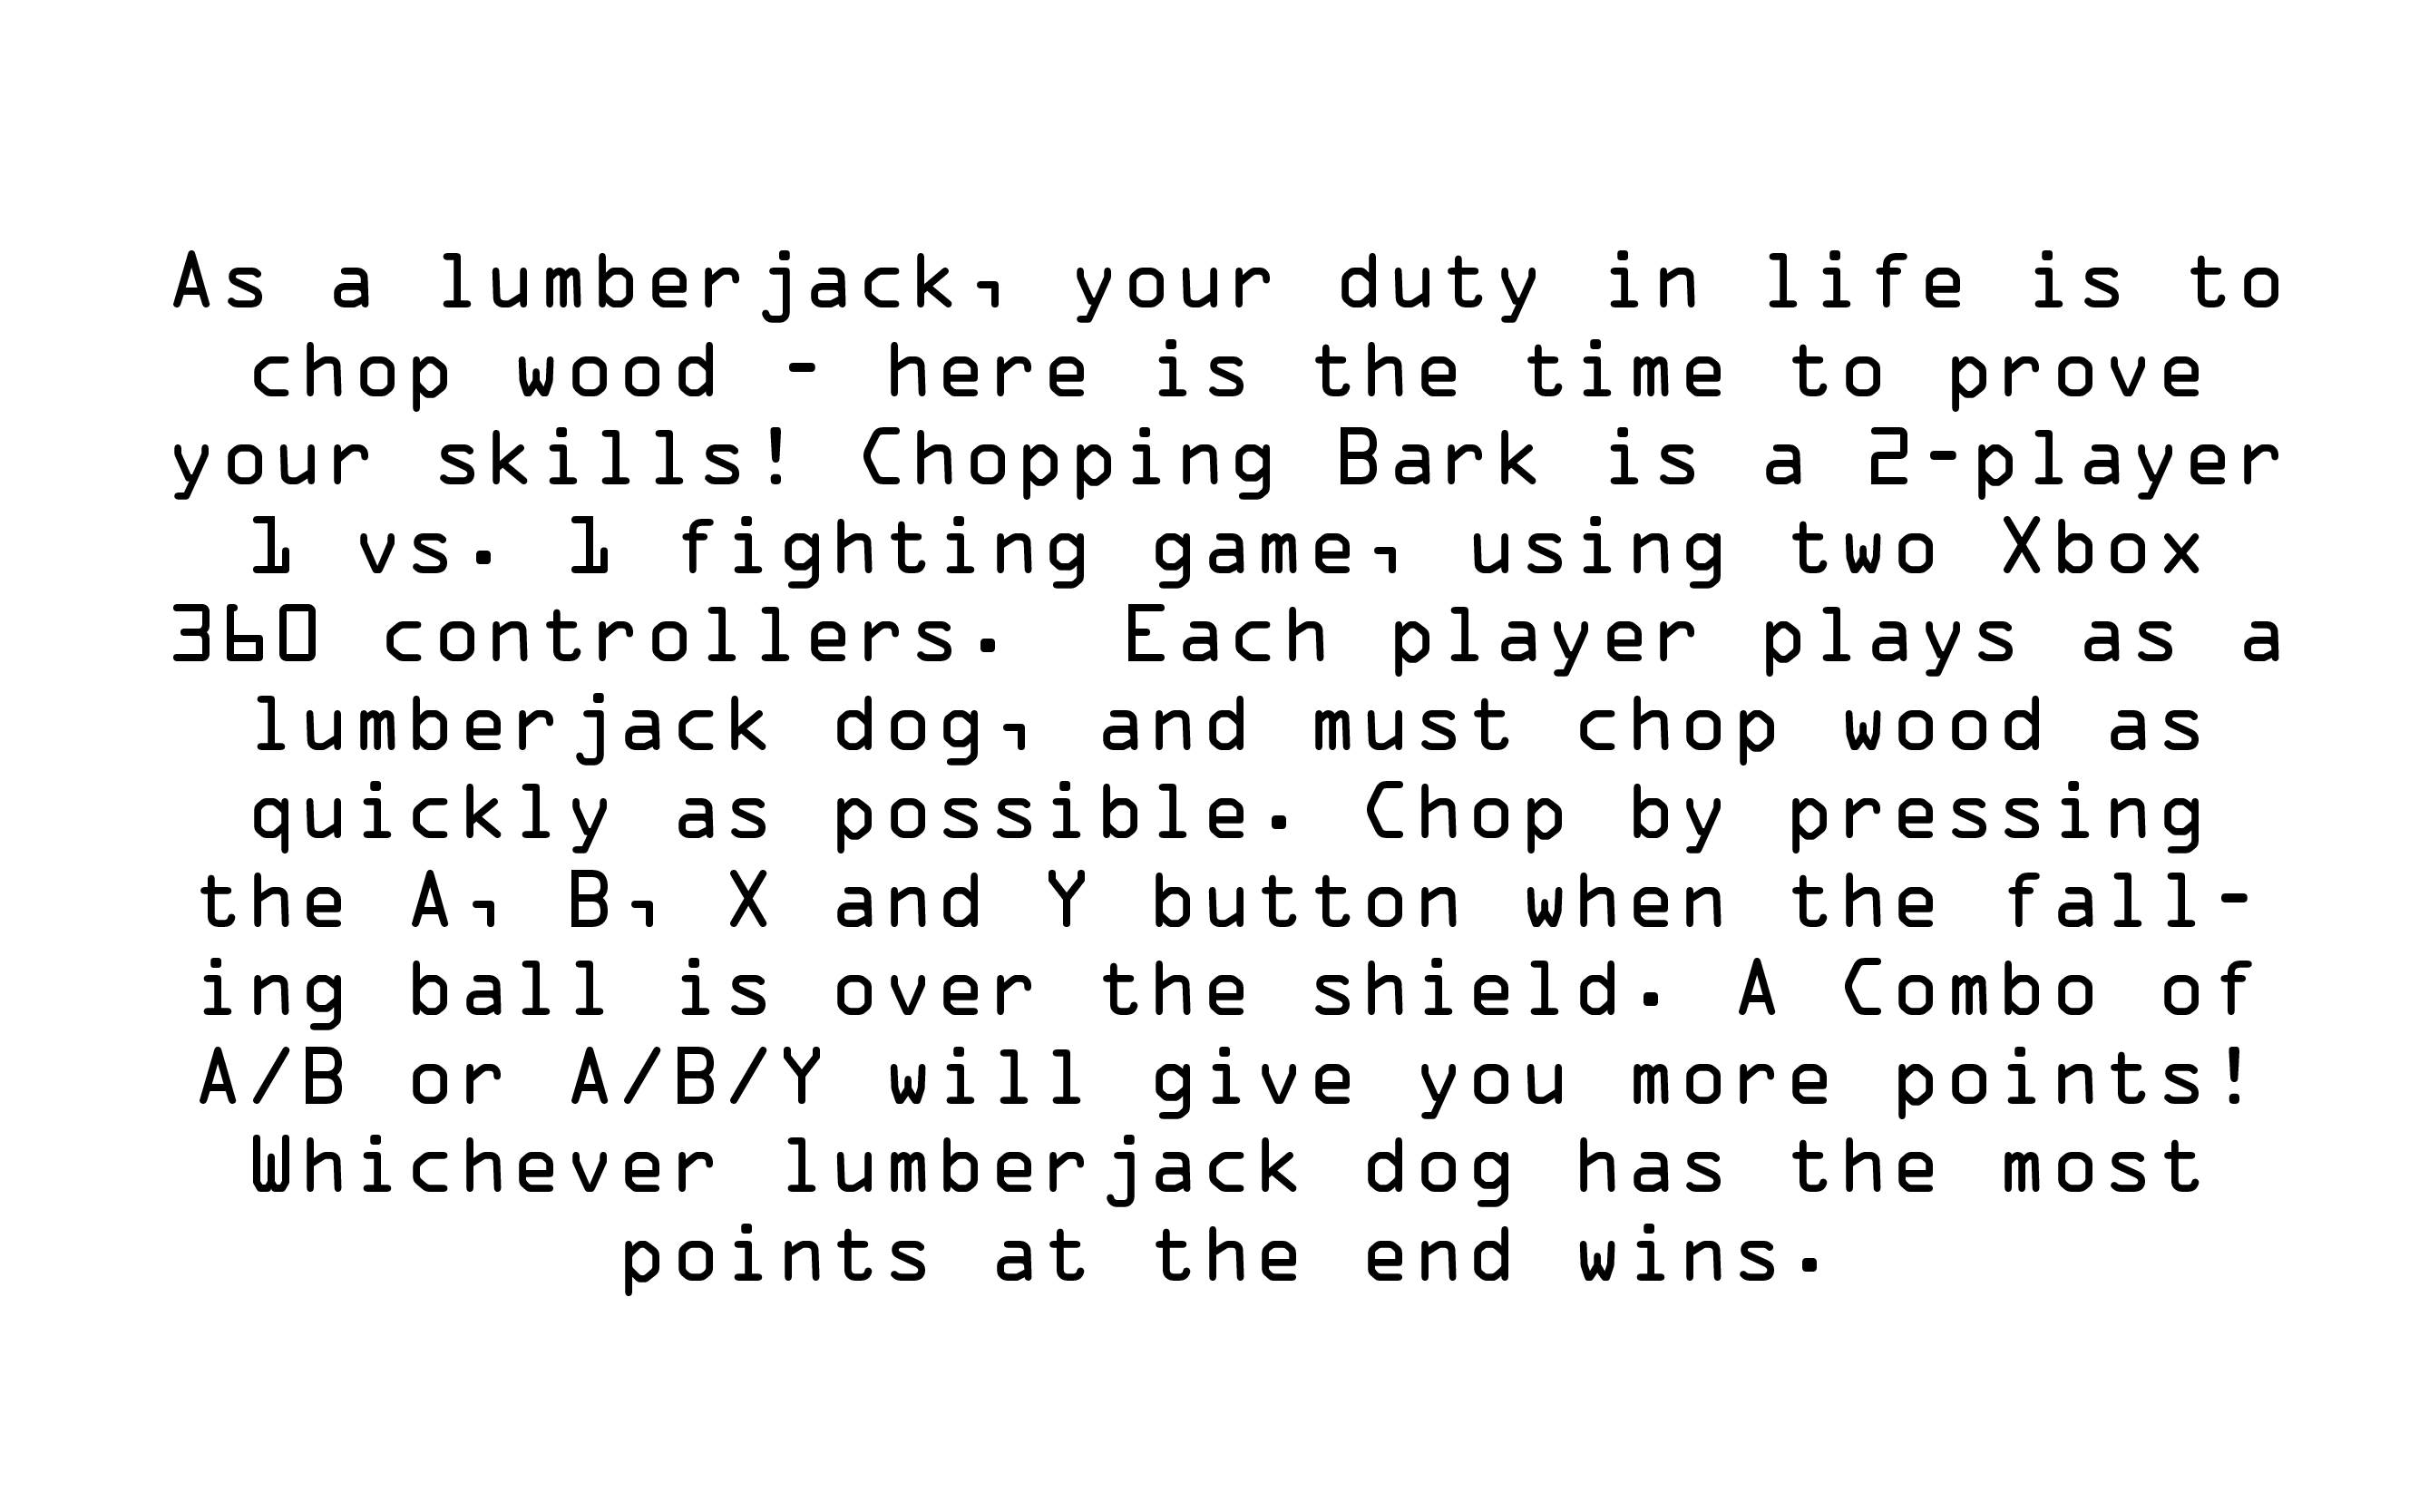 As a lumberjack, your duty in life is to
chop wood - here is the time to prove
your skills! Chopping Bark is a 2-player
1 vs. 1 fighting game, using two Xbox
360 controllers.  Each player plays as a
lumberjack dog, and must chop wood as
quickly as possible. Chop by pressing
the A, B, X and Y button when the fall-
ing ball is over the shield. A Combo of
A/B or A/B/Y will give you more points!
Whichever lumberjack dog has the most
points at the end wins.